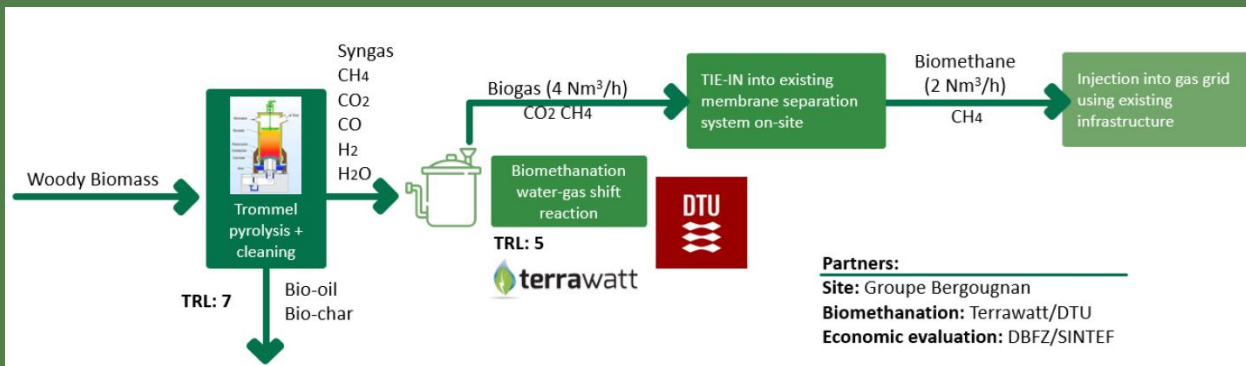 Woody Biomass
Trommel
pyrolysis +
cleaning
TRL: 7
Bio-oil
Bio-char
Syngas
CH4
CO2
CO
H2
H2O
Biogas (4 Nm³/h)
CO2 CH4
Biomethanation
water-gas shift
reaction
TRL: 5
terrawatt
DTU
TIE-IN into existing
membrane separation
system on-site
Biomethane
(2 Nm³/h)
CH4
Injection into gas grid
using existing
infrastructure
Partners:
Site: Groupe Bergougnan
Biomethanation: Terrawatt/DTU
Economic evaluation: DBFZ/SINTEF